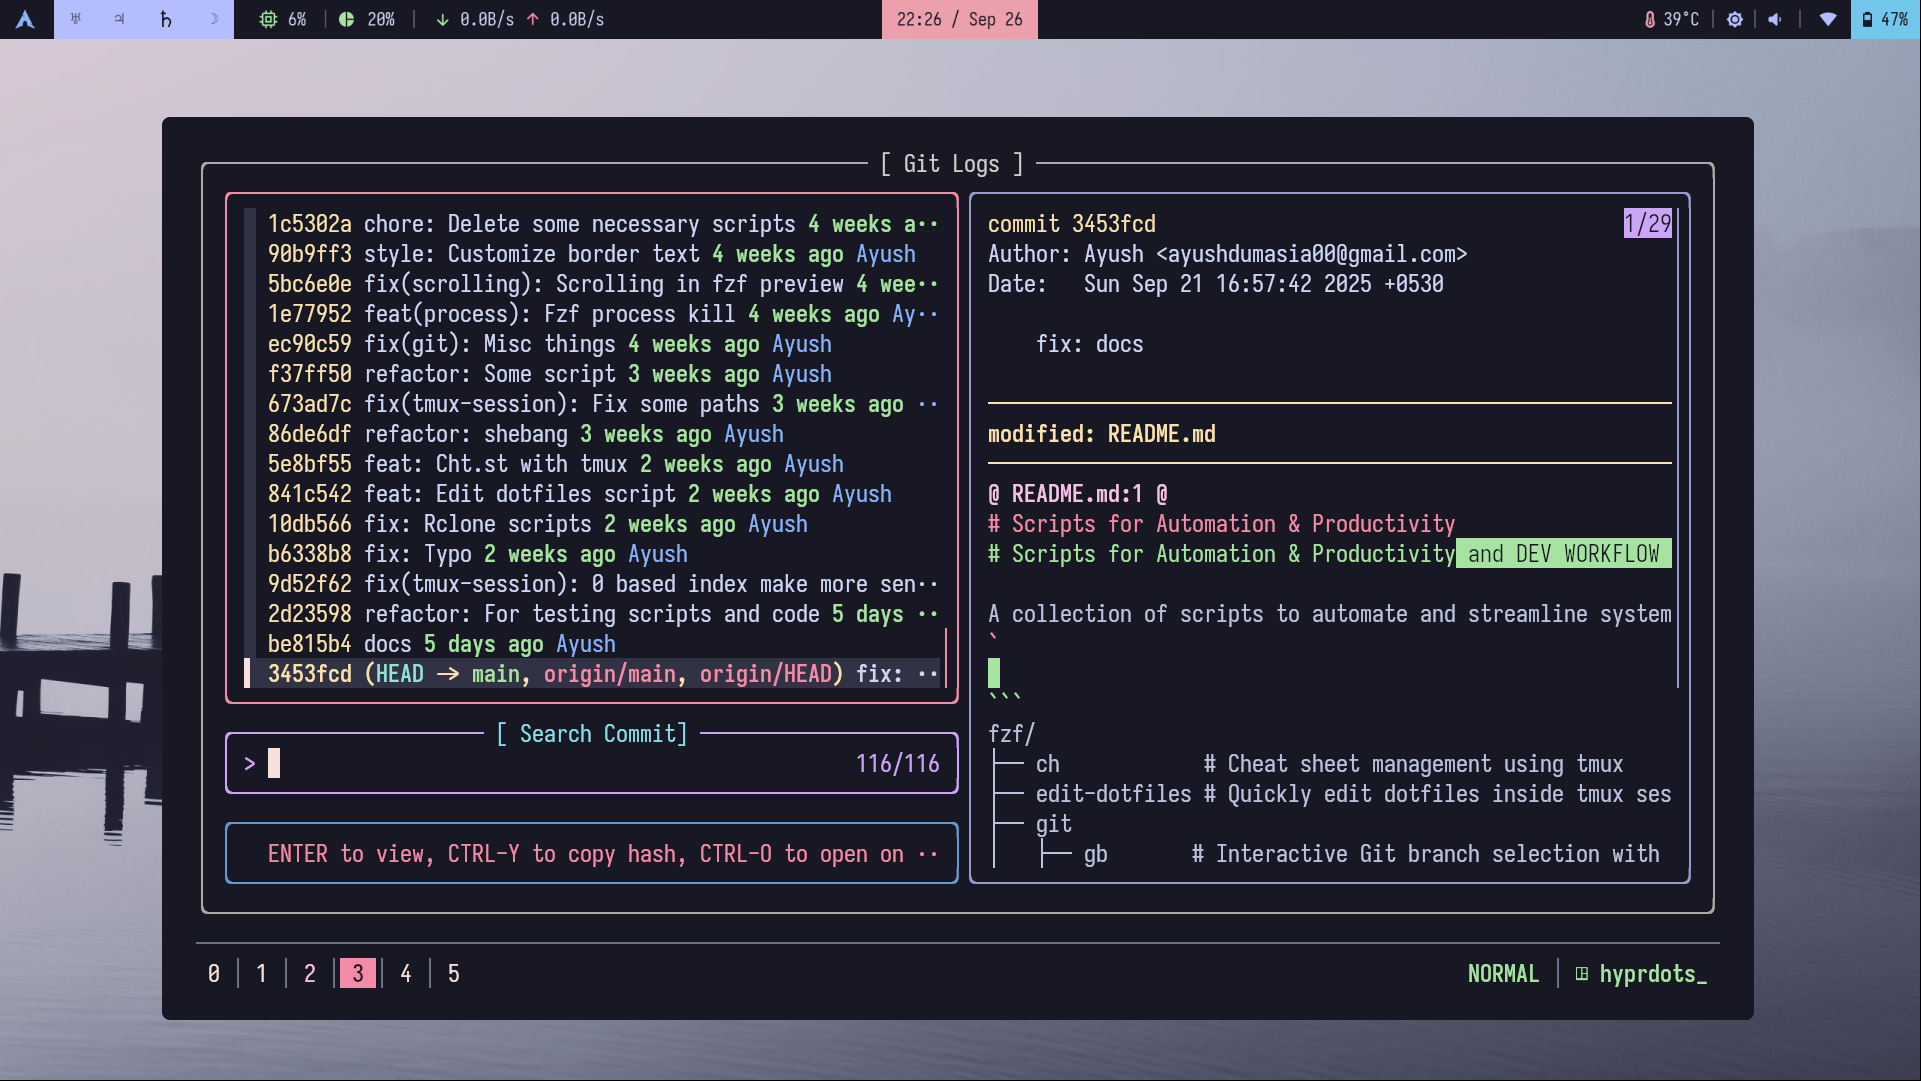 ♅ ♃ ♄ ☽ 6% 20% ↓ 0.0B/s ↑ 0.0B/s
22:26 / Sep 26
39°C 47%
[ Git Logs ]
1c5302a chore: Delete some necessary scripts 4 weeks a··
90b9ff3 style: Customize border text 4 weeks ago Ayush
5bc6e0e fix(scrolling): Scrolling in fzf preview 4 wee··
1e77952 feat(process): Fzf process kill 4 weeks ago Ay··
ec90c59 fix(git): Misc things 4 weeks ago Ayush
f37ff50 refactor: Some script 3 weeks ago Ayush
673ad7c fix(tmux-session): Fix some paths 3 weeks ago ··
86de6df refactor: shebang 3 weeks ago Ayush
5e8bf55 feat: Cht.st with tmux 2 weeks ago Ayush
841c542 feat: Edit dotfiles script 2 weeks ago Ayush
10db566 fix: Rclone scripts 2 weeks ago Ayush
b6338b8 fix: Typo 2 weeks ago Ayush
9d52f62 fix(tmux-session): 0 based index make more sen··
2d23598 refactor: For testing scripts and code 5 days ··
be815b4 docs 5 days ago Ayush
3453fcd (HEAD -> main, origin/main, origin/HEAD) fix: ··
[ Search Commit]
> 116/116
ENTER to view, CTRL-Y to copy hash, CTRL-O to open on ··
commit 3453fcd 1/29
Author: Ayush <ayushdumasia00@gmail.com>
Date:   Sun Sep 21 16:57:42 2025 +0530
fix: docs
modified: README.md
@ README.md:1 @
# Scripts for Automation & Productivity
# Scripts for Automation & Productivity and DEV WORKFLOW
A collection of scripts to automate and streamline system
`
```
fzf/
├── ch            # Cheat sheet management using tmux
├── edit-dotfiles # Quickly edit dotfiles inside tmux ses
├── git
│   ├── gb       # Interactive Git branch selection with
0 │ 1 │ 2 │ 3 │ 4 │ 5
NORMAL │ hyprdots_